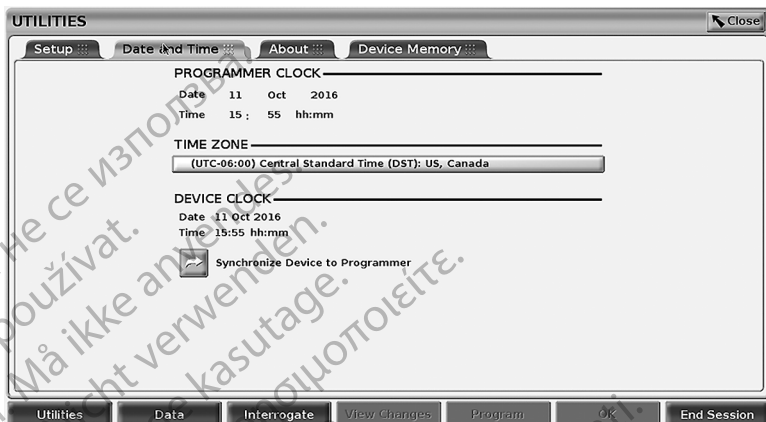 UTILITIES
Close
Setup
Date and Time
About
Device Memory
PROGRAMMER CLOCK
Date 11 Oct 2016
Time 15 : 55 hh:mm
TIME ZONE
(UTC-06:00) Central Standard Time (DST): US, Canada
DEVICE CLOCK
Date 11 Oct 2016
Time 15:55 hh:mm
Synchronize Device to Programmer
не се използва.
používat.
Må ikke anvendes.
nicht verwenden.
kasutage.
Utilities
Data
Interrogate
View Changes
Program
OK
End Session